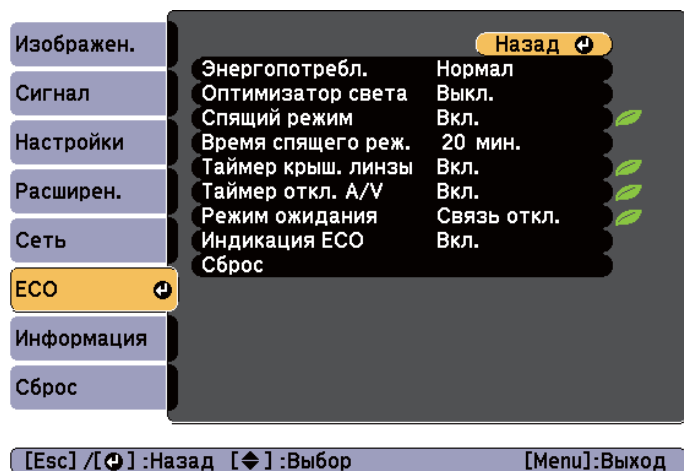 Изображен.
Сигнал
Настройки
Расширен.
Сеть
ECO
Информация
Сброс
Назад
Энергопотребл. Нормал
Оптимизатор света Выкл.
Спящий режим Вкл.
Время спящего реж. 20 мин.
Таймер крыш. линзы Вкл.
Таймер откл. A/V Вкл.
Режим ожидания Связь откл.
Индикация ECO Вкл.
Сброс
[Esc] /[⏎] :Назад [◆] :Выбор [Menu]:Выход